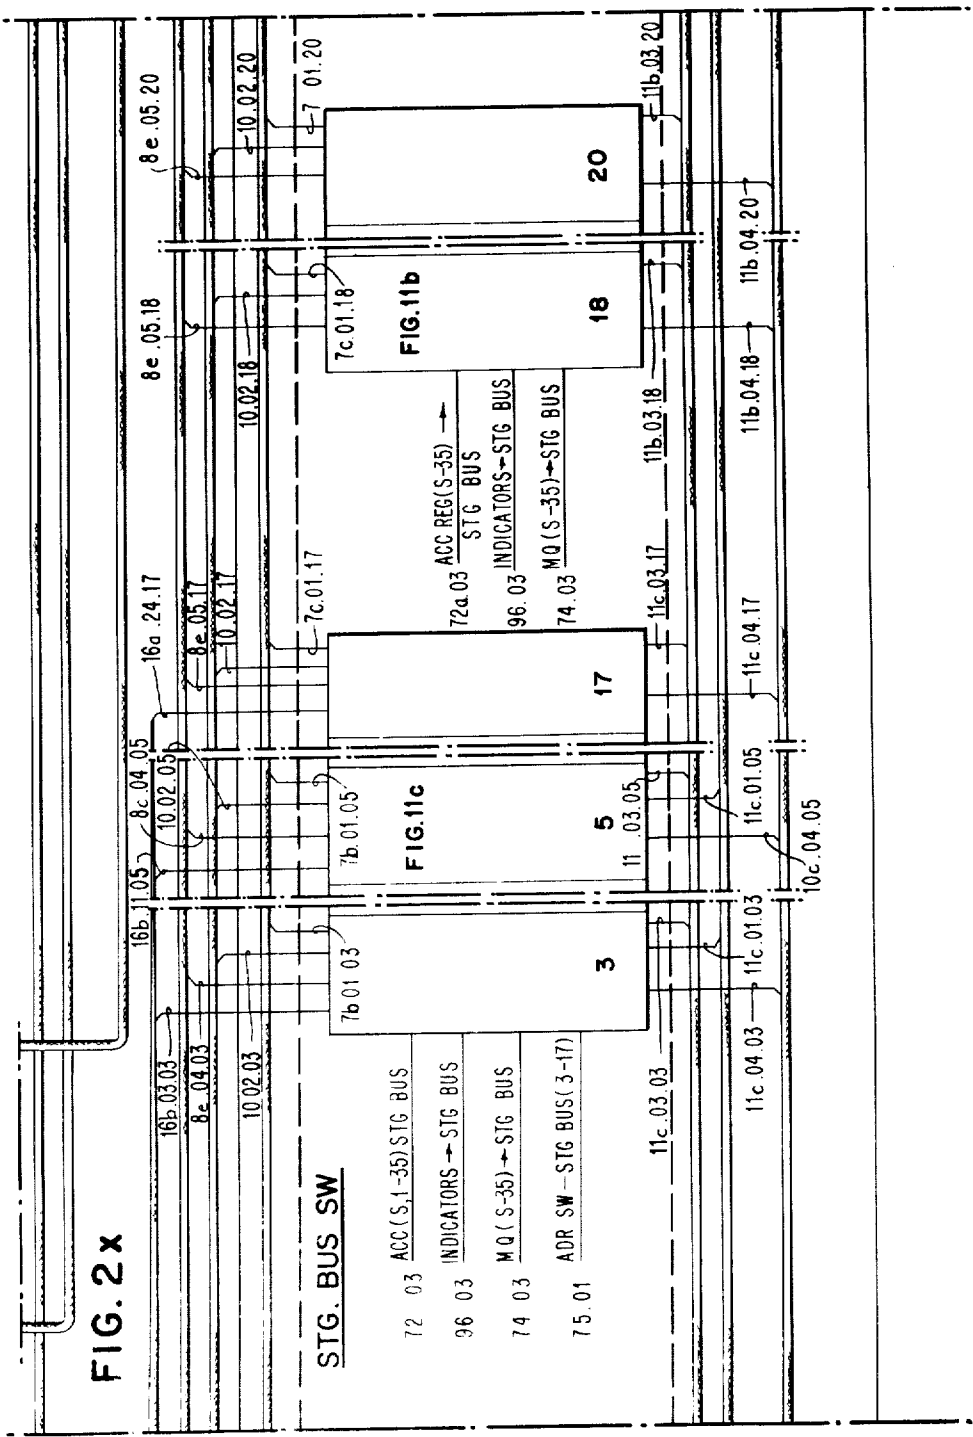 FIG. 2x
STG. BUS SW
72 03 ACC(S,1-35)STG BUS
96 03 INDICATORS→STG BUS
74 03 MQ(S-35)→STG BUS
75.01 ADR SW—STG BUS(3-17)
16b.03.03
8e.04.03
10.02.03
7b 01 03
3
11c.03.03
11c.04.03
11c.01.03
16b.11.05
8c.04.05
10.02.05
7b.01.05
FIG.11c
5
11 .03.05
11c.01.05
10c.04.05
16a.24.17
8e.05.17
10.02.17
7c.01.17
17
11c.03.17
11c.04.17
72a.03 ACC REG(S-35) →
STG BUS
96.03 INDICATORS→STG BUS
74.03 MQ(S-35)→STG BUS
8e.05.18
10.02.18
7c.01.18
FIG.11b
18
11b.03.18
11b.04.18
8e.05.20
10.02.20
7 01.20
20
11b.03.20
11b.04.20